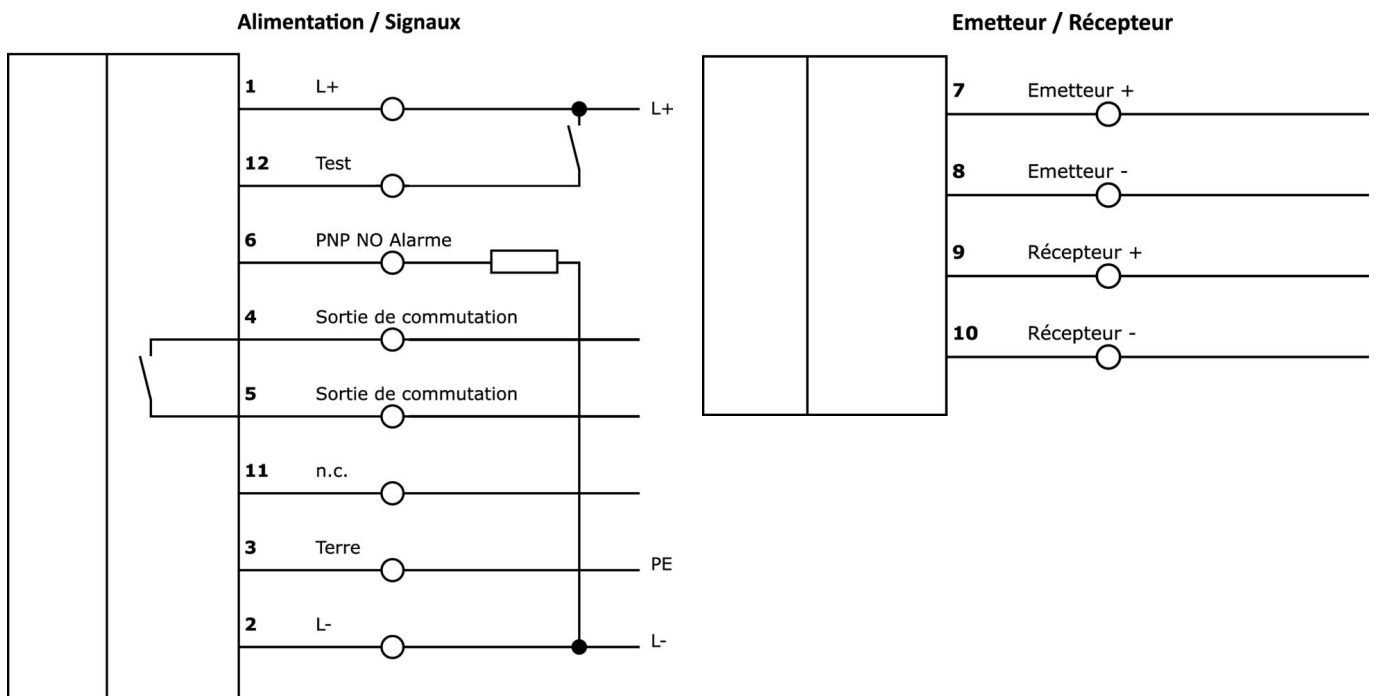 Alimentation / Signaux
1 L+
L+
12 Test
6 PNP NO Alarme
4 Sortie de commutation
5 Sortie de commutation
11 n.c.
3 Terre
PE
2 L-
L-
Emetteur / Récepteur
7 Emetteur +
8 Emetteur -
9 Récepteur +
10 Récepteur -